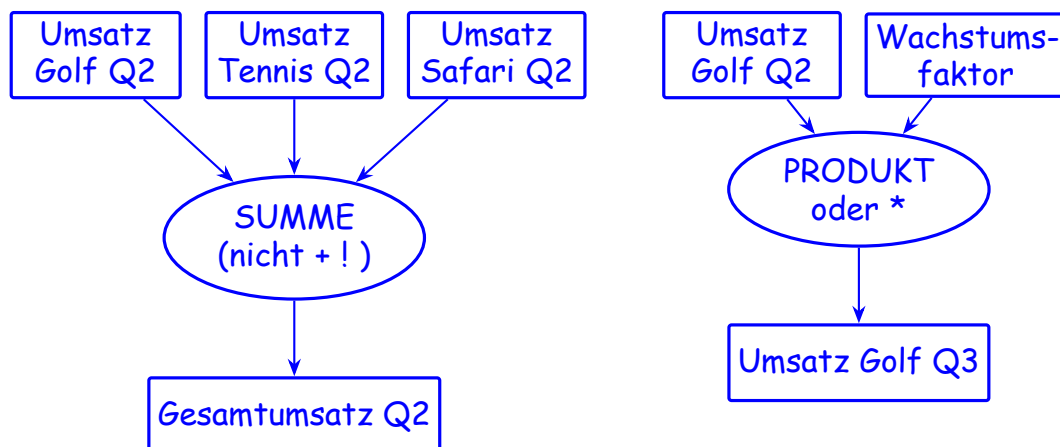 Umsatz
Golf Q2
Umsatz
Tennis Q2
Umsatz
Safari Q2
SUMME
(nicht + ! )
Gesamtumsatz Q2
Umsatz
Golf Q2
Wachstums-
faktor
PRODUKT
oder *
Umsatz Golf Q3